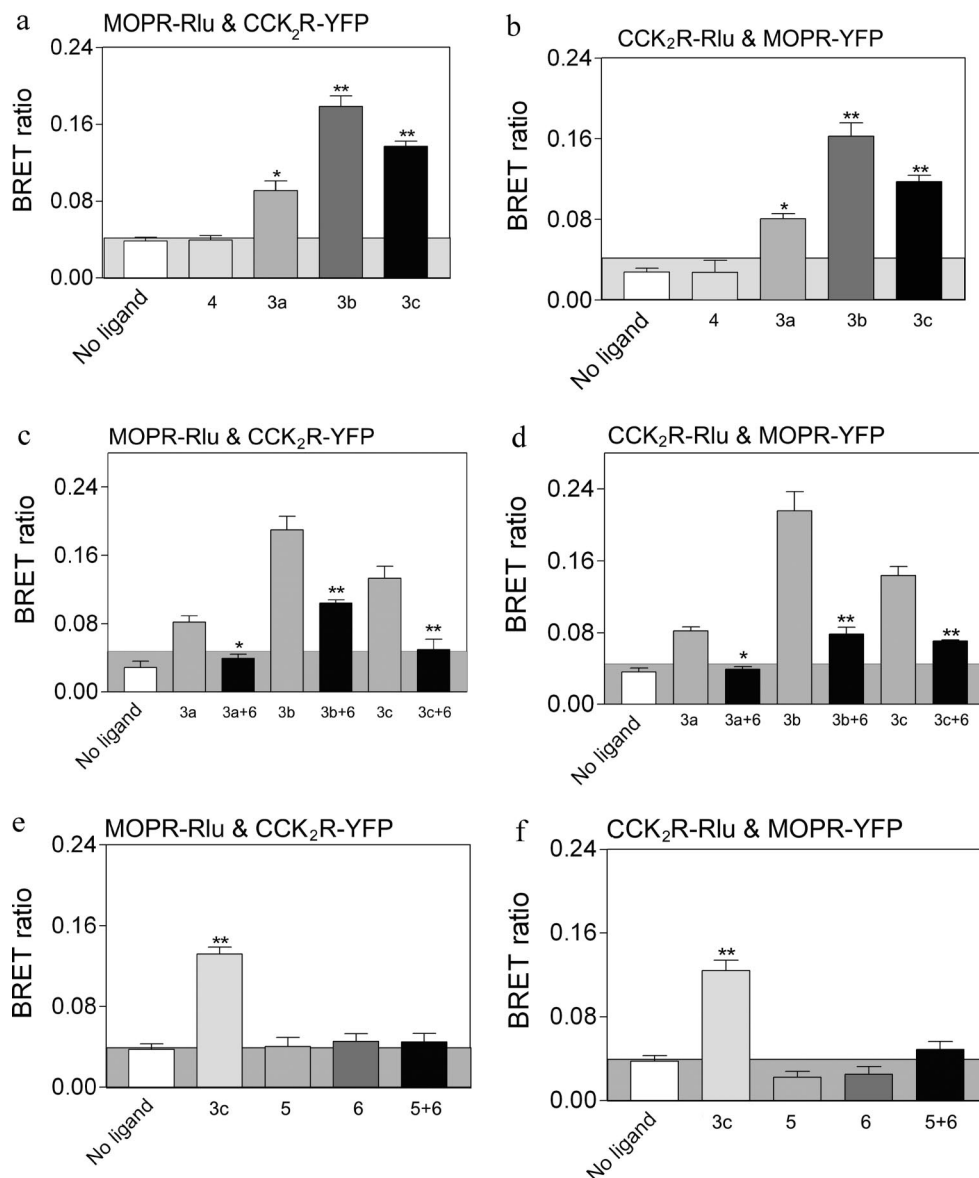 a
MOPR-Rlu & CCK₂R-YFP
BRET ratio
0.24
0.16
0.08
0.00
* ** **
No ligand 4 3a 3b 3c
b
CCK₂R-Rlu & MOPR-YFP
BRET ratio
0.24
0.16
0.08
0.00
* ** **
No ligand 4 3a 3b 3c
c
MOPR-Rlu & CCK₂R-YFP
BRET ratio
0.24
0.16
0.08
0.00
* ** **
No ligand 3a 3a+6 3b 3b+6 3c 3c+6
d
CCK₂R-Rlu & MOPR-YFP
BRET ratio
0.24
0.16
0.08
0.00
* ** **
No ligand 3a 3a+6 3b 3b+6 3c 3c+6
e
MOPR-Rlu & CCK₂R-YFP
BRET ratio
0.24
0.16
0.08
0.00
**
No ligand 3c 5 6 5+6
f
CCK₂R-Rlu & MOPR-YFP
BRET ratio
0.24
0.16
0.08
0.00
**
No ligand 3c 5 6 5+6